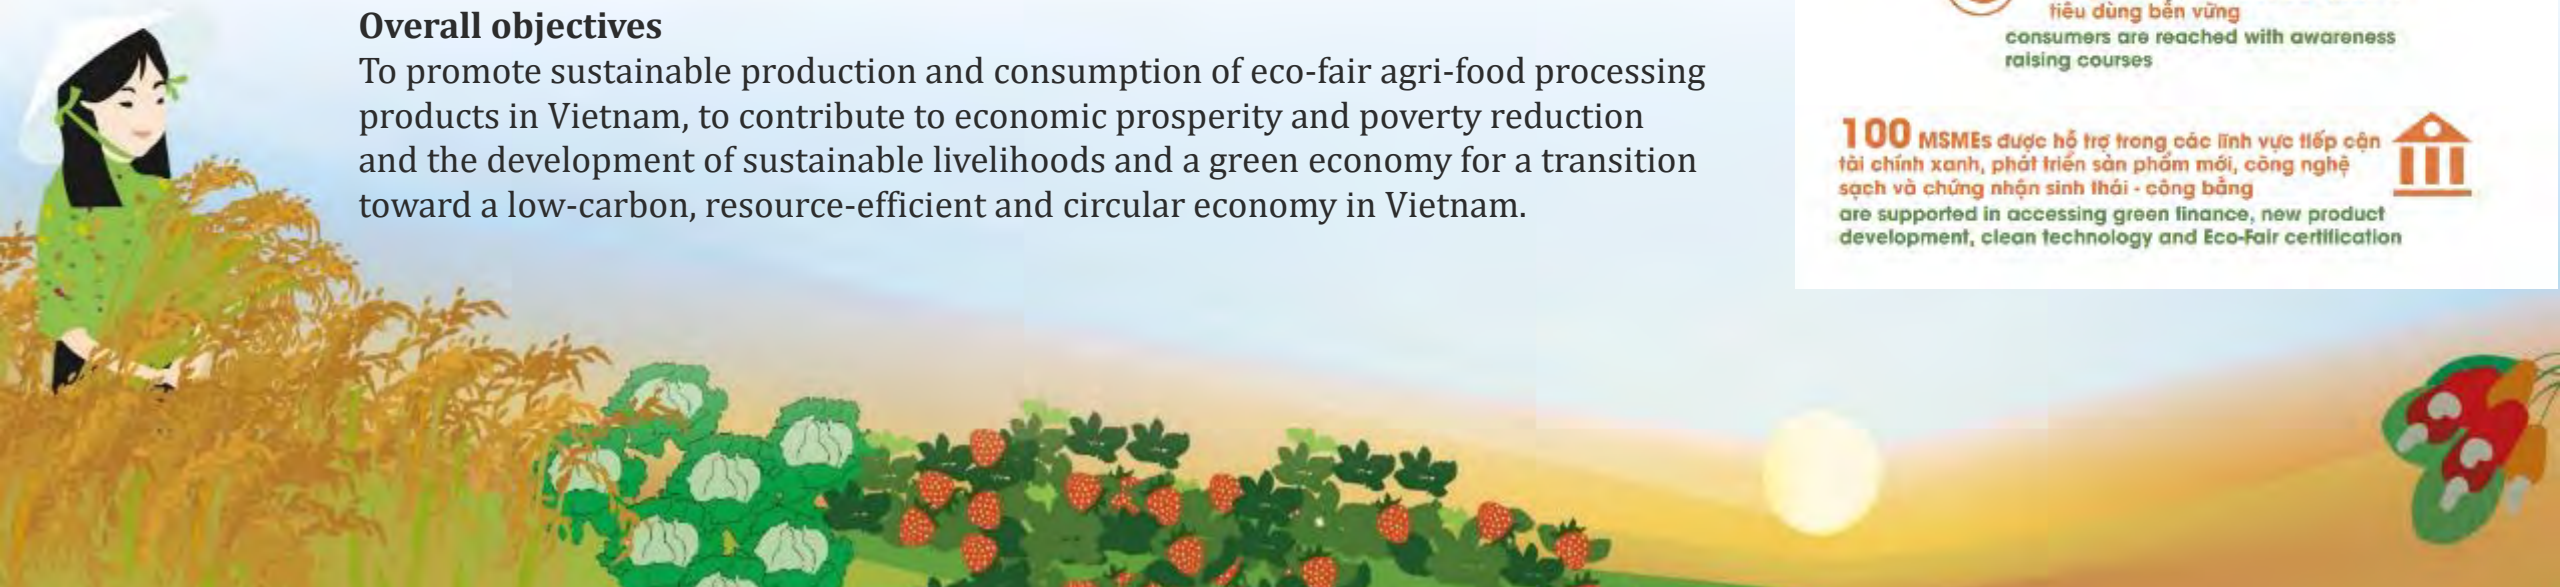 Overall objectives
To promote sustainable production and consumption of eco-fair agri-food processing
products in Vietnam, to contribute to economic prosperity and poverty reduction
and the development of sustainable livelihoods and a green economy for a transition
toward a low-carbon, resource-efficient and circular economy in Vietnam.
tiêu dùng bền vững
consumers are reached with awareness
raising courses
100 MSMEs được hỗ trợ trong các lĩnh vực tiếp cận
tài chính xanh, phát triển sản phẩm mới, công nghệ
sạch và chứng nhận sinh thái - công bằng
are supported in accessing green finance, new product
development, clean technology and Eco-Fair certification